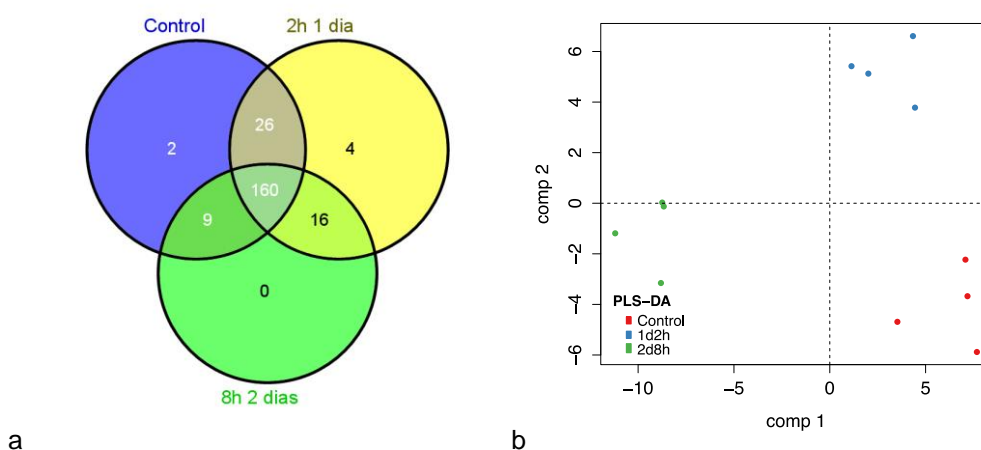 Control
2h 1 dia
2
26
4
160
9
16
0
8h 2 dias
a
comp 2
6
4
2
0
−2
−4
−6
PLS−DA
Control
1d2h
2d8h
−10
−5
0
5
comp 1
b